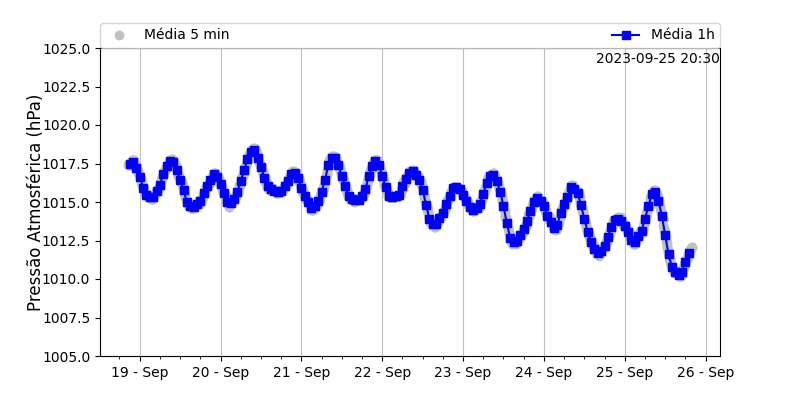 Média 5 min
Média 1h
2023-09-25 20:30
Pressão Atmosférica (hPa)
1025.0
1022.5
1020.0
1017.5
1015.0
1012.5
1010.0
1007.5
1005.0
19 - Sep
20 - Sep
21 - Sep
22 - Sep
23 - Sep
24 - Sep
25 - Sep
26 - Sep